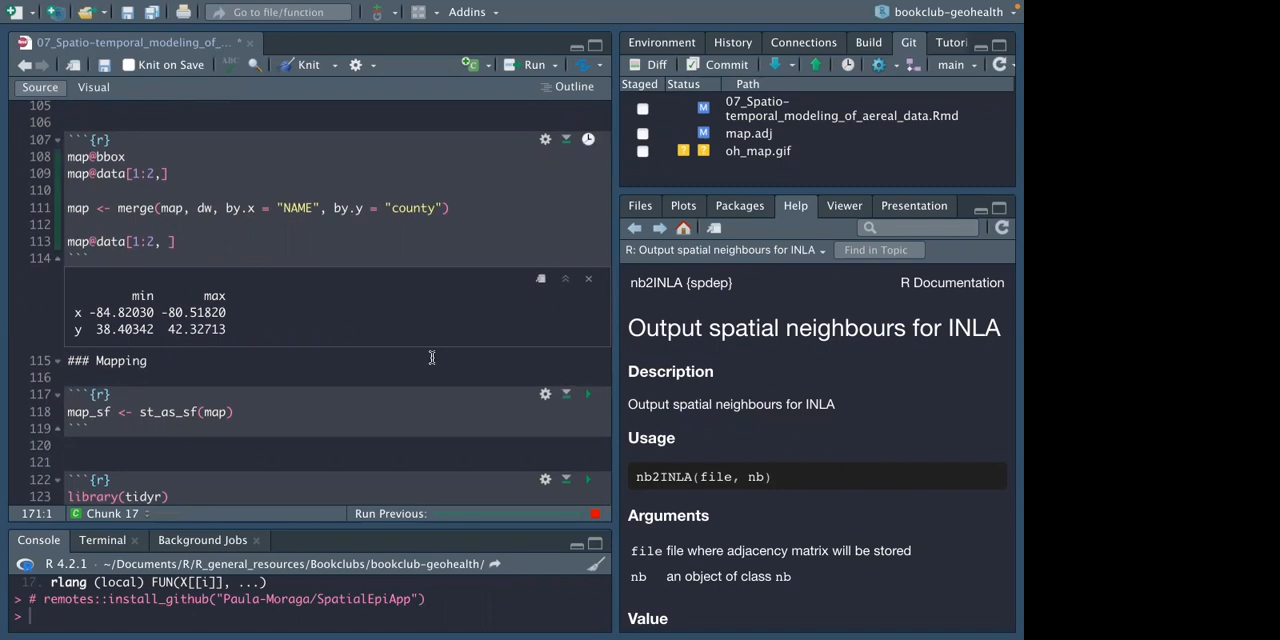 Go to file/function
Addins
bookclub-geohealth
07_Spatio-temporal_modeling_of_... *
Knit on Save
ABC
Knit
Run
Source
Visual
Outline
105
106
107 ```{r}
108 map@bbox
109 map@data[1:2,]
110
111 map <- merge(map, dw, by.x = "NAME", by.y = "county")
112
113 map@data[1:2, ]
114 ```
min max
x -84.82030 -80.51820
y 38.40342 42.32713
115 ### Mapping
116
117 ```{r}
118 map_sf <- st_as_sf(map)
119 ```
120
121
122 ```{r}
123 library(tidyr)
171:1
C Chunk 17
Run Previous:
Console
Terminal
Background Jobs
R 4.2.1 · ~/Documents/R/R_general_resources/Bookclubs/bookclub-geohealth/
17. rlang (local) FUN(X[[i]], ...)
> # remotes::install_github("Paula-Moraga/SpatialEpiApp")
>
Environment
History
Connections
Build
Git
Tutori
Diff
Commit
main
Staged Status Path
M 07_Spatio-
temporal_modeling_of_aereal_data.Rmd
M map.adj
? ? oh_map.gif
Files
Plots
Packages
Help
Viewer
Presentation
R: Output spatial neighbours for INLA
Find in Topic
nb2INLA {spdep} R Documentation
Output spatial neighbours for INLA
Description
Output spatial neighbours for INLA
Usage
nb2INLA(file, nb)
Arguments
file file where adjacency matrix will be stored
nb an object of class nb
Value